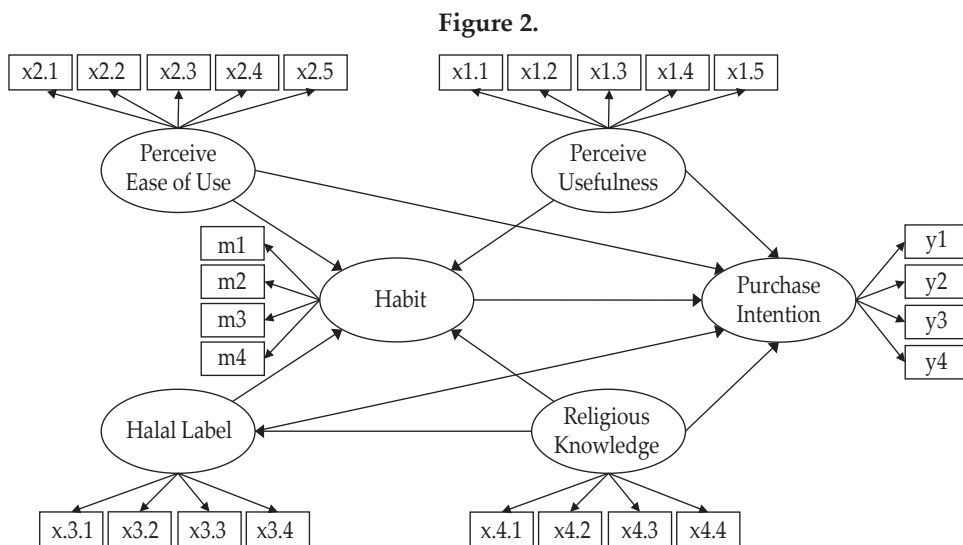 Figure 2.
x2.1 x2.2 x2.3 x2.4 x2.5
x1.1 x1.2 x1.3 x1.4 x1.5
Perceive
Ease of Use
Perceive
Usefulness
m1
m2
m3
m4
Habit
Purchase
Intention
y1
y2
y3
y4
Halal Label
Religious
Knowledge
x.3.1 x3.2 x3.3 x3.4
x.4.1 x4.2 x4.3 x4.4